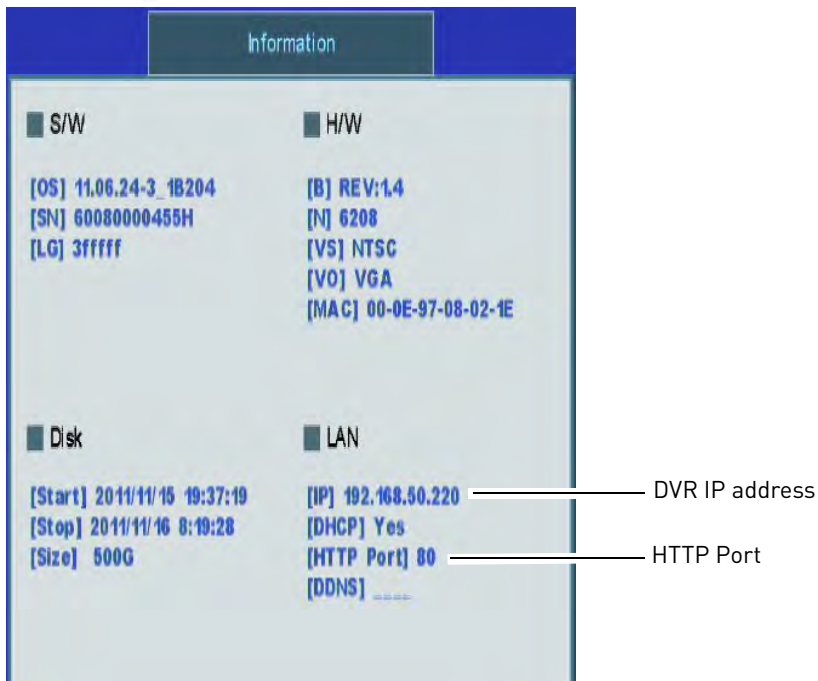 Information
S/W
[OS] 11.06.24-3_1B204
[SN] 60080000455H
[LG] 3fffff
H/W
[B] REV:1.4
[N] 6208
[VS] NTSC
[VO] VGA
[MAC] 00-0E-97-08-02-1E
Disk
[Start] 2011/11/15 19:37:19
[Stop] 2011/11/16 8:19:28
[Size] 500G
LAN
[IP] 192.168.50.220
[DHCP] Yes
[HTTP Port] 80
[DDNS] ____
DVR IP address
HTTP Port